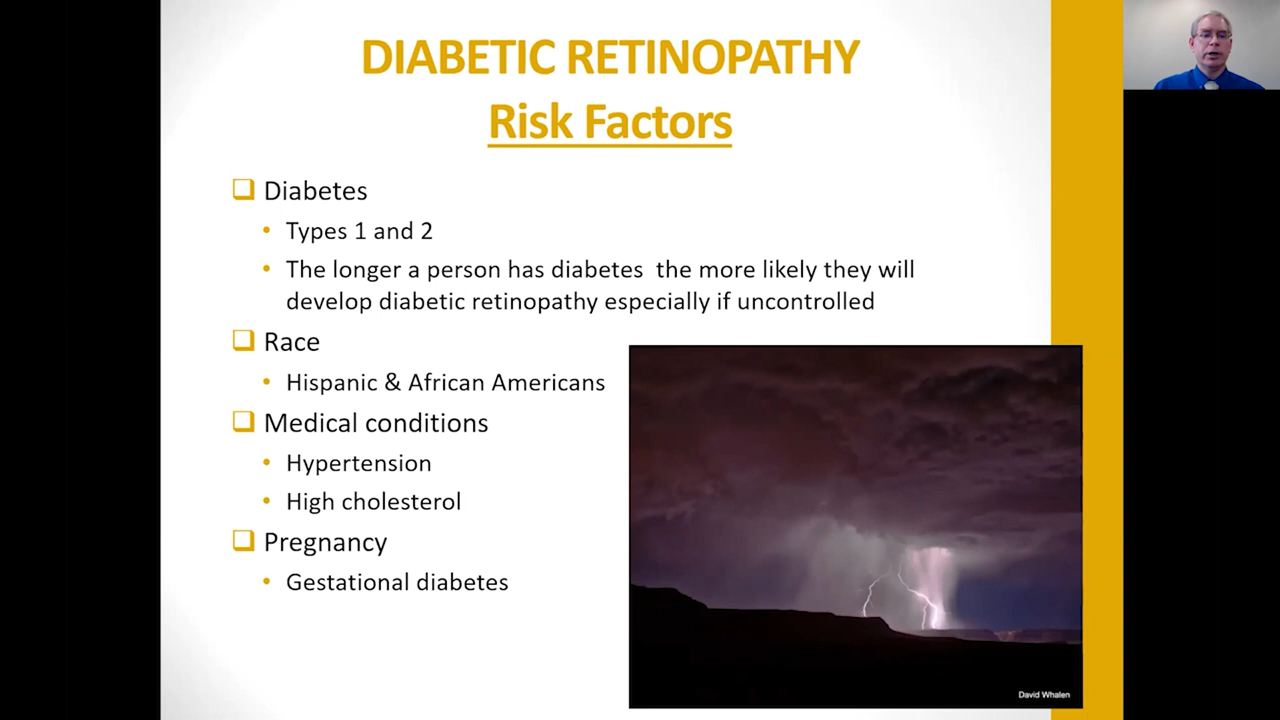 DIABETIC RETINOPATHY
Risk Factors
Diabetes
Types 1 and 2
The longer a person has diabetes  the more likely they will
develop diabetic retinopathy especially if uncontrolled
Race
Hispanic & African Americans
Medical conditions
Hypertension
High cholesterol
Pregnancy
Gestational diabetes
David Whalen